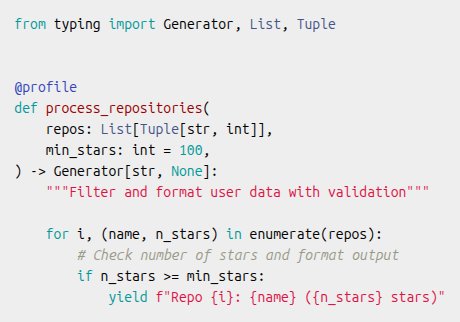 from typing import Generator, List, Tuple


@profile
def process_repositories(
    repos: List[Tuple[str, int]],
    min_stars: int = 100,
) -> Generator[str, None]:
    """Filter and format user data with validation"""

    for i, (name, n_stars) in enumerate(repos):
        # Check number of stars and format output
        if n_stars >= min_stars:
            yield f"Repo {i}: {name} ({n_stars} stars)"